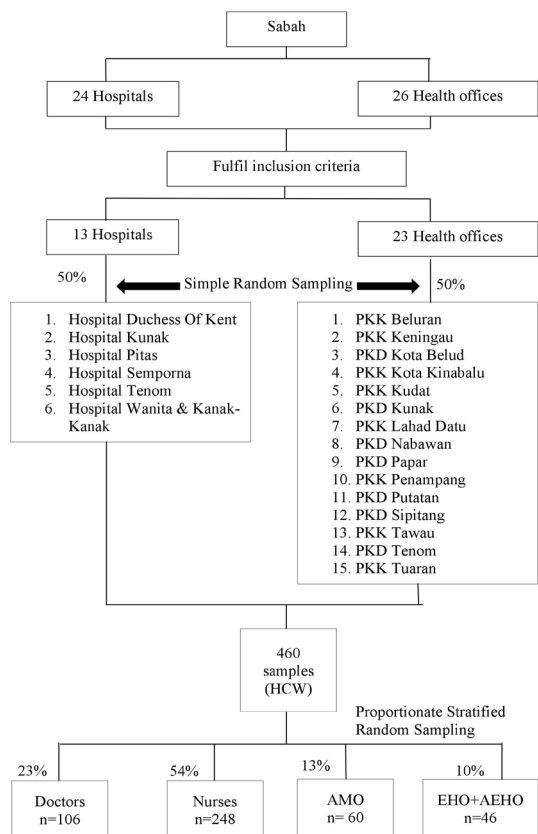 Sabah
24 Hospitals
26 Health offices
Fulfil inclusion criteria
13 Hospitals
23 Health offices
50%
Simple Random Sampling
50%
1. Hospital Duchess Of Kent
2. Hospital Kunak
3. Hospital Pitas
4. Hospital Semporna
5. Hospital Tenom
6. Hospital Wanita & Kanak-
Kanak
1. PKK Beluran
2. PKK Keningau
3. PKD Kota Belud
4. PKK Kota Kinabalu
5. PKK Kudat
6. PKD Kunak
7. PKK Lahad Datu
8. PKD Nabawan
9. PKD Papar
10. PKK Penampang
11. PKD Putatan
12. PKD Sipitang
13. PKK Tawau
14. PKD Tenom
15. PKK Tuaran
460
samples
(HCW)
Proportionate Stratified
Random Sampling
23%
54%
13%
10%
Doctors
n=106
Nurses
n=248
AMO
n= 60
EHO+AEHO
n=46